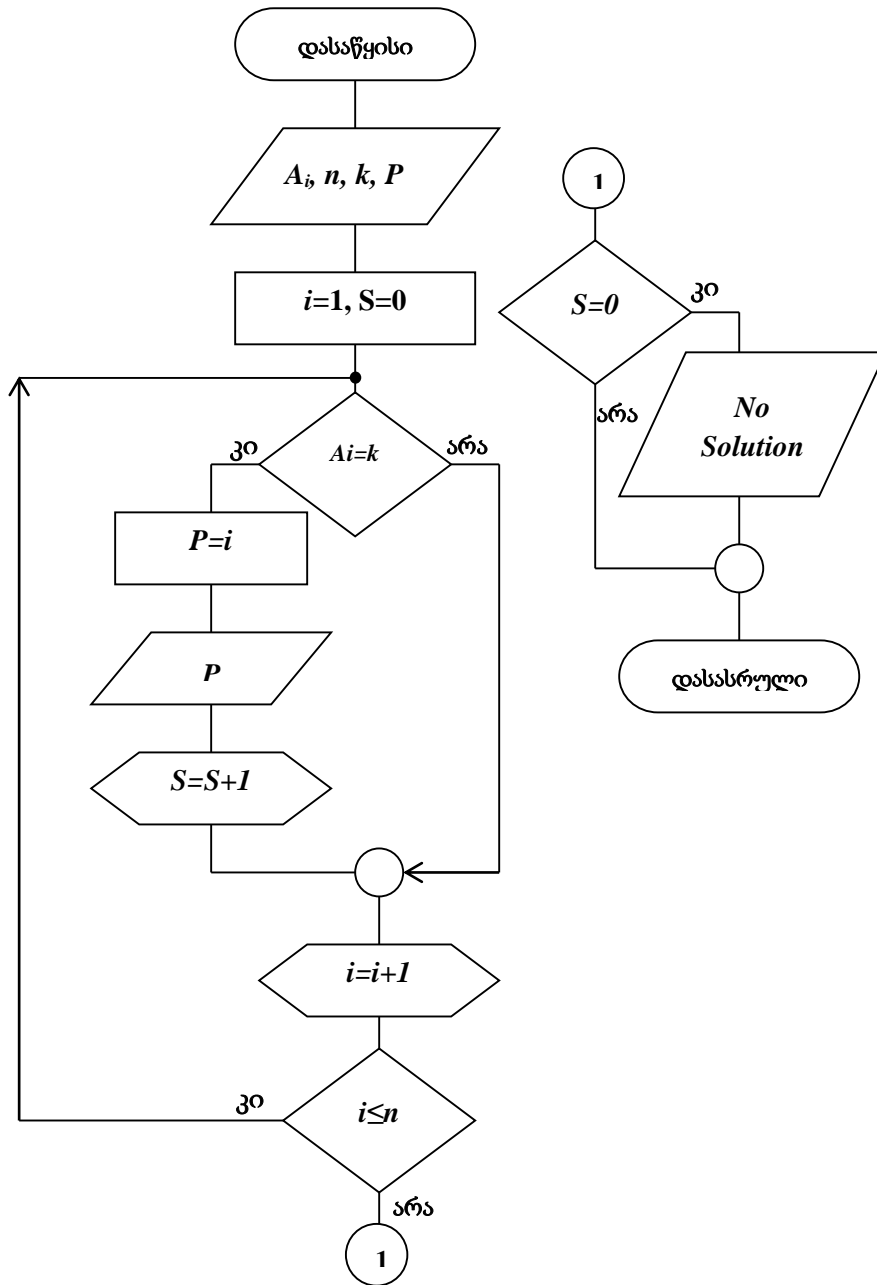 დასაწყისი
Ai, n, k, P
i=1, S=0
Ai=k
კი
არა
P=i
P
S=S+1
i=i+1
i≤n
კი
არა
1
1
S=0
კი
არა
No
Solution
დასასრული